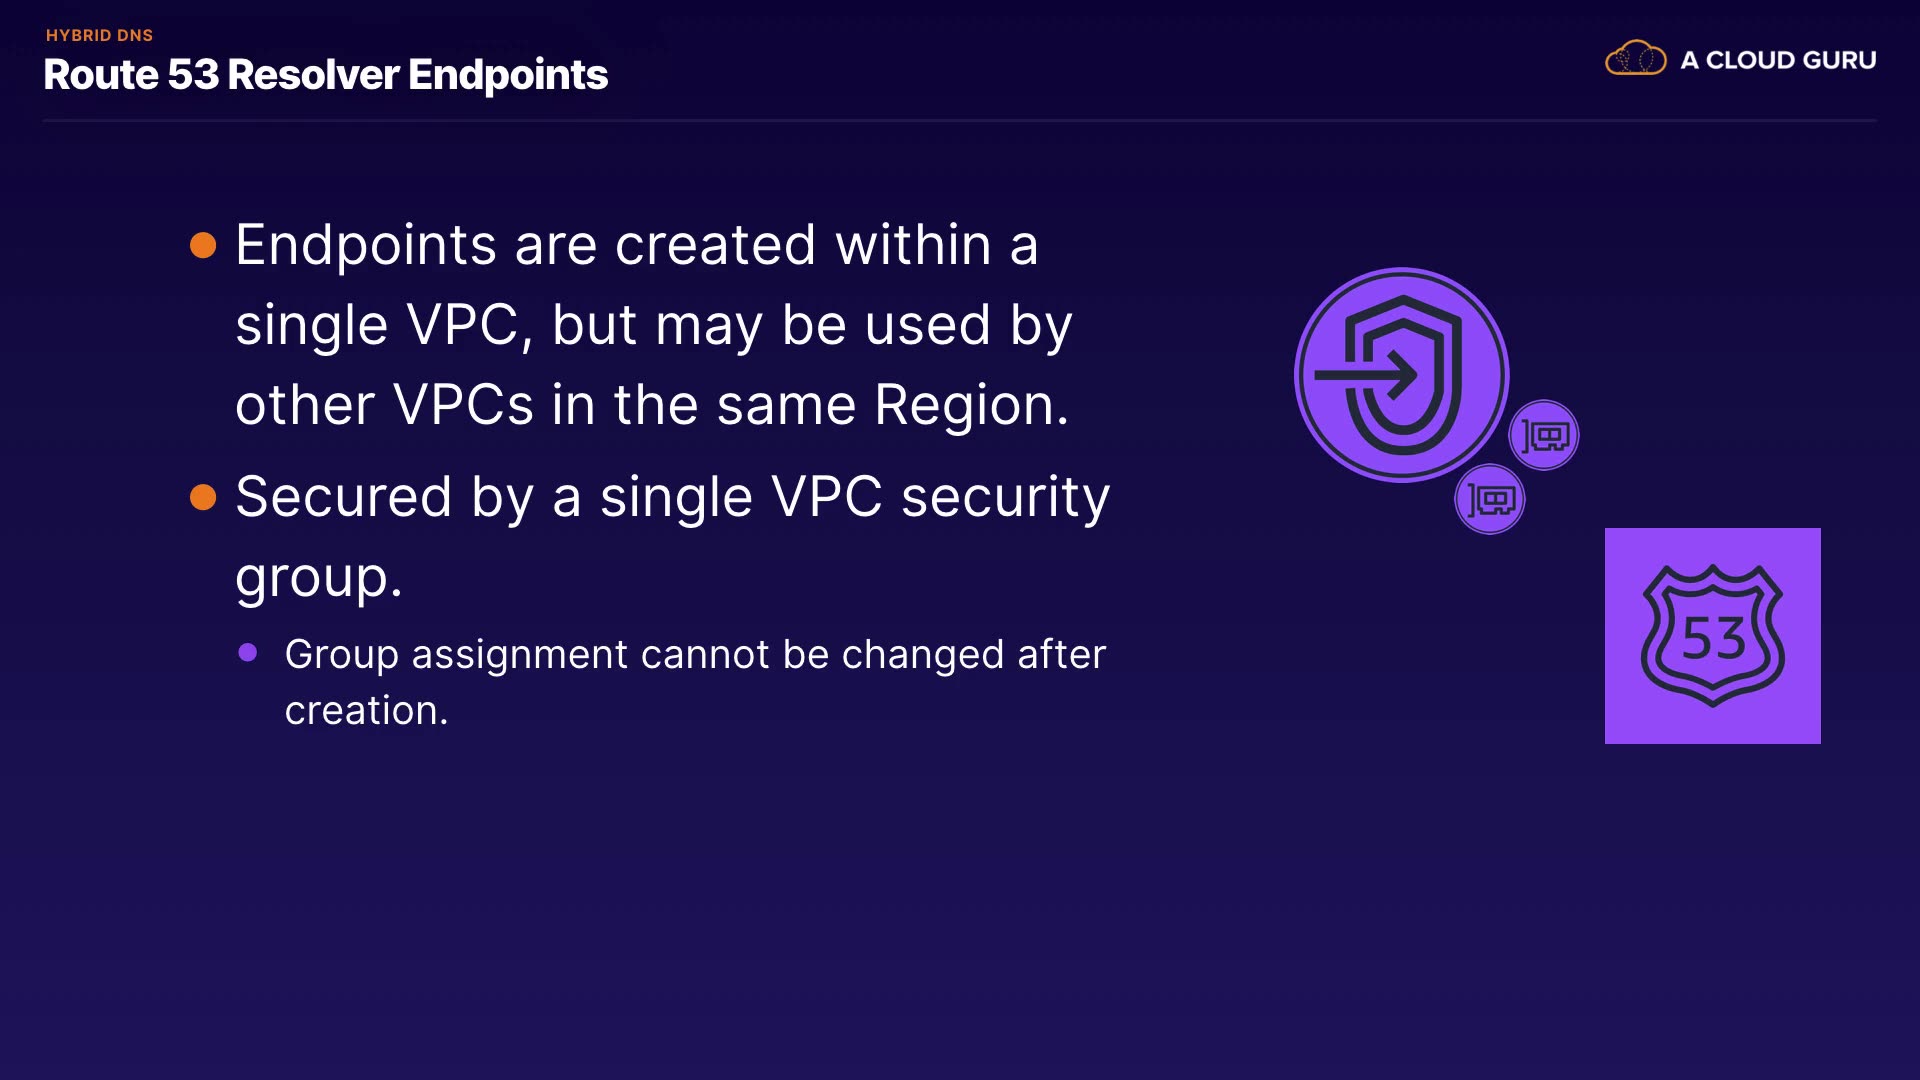 HYBRID DNS
Route 53 Resolver Endpoints
A CLOUD GURU
Endpoints are created within a
single VPC, but may be used by
other VPCs in the same Region.
Secured by a single VPC security
group.
Group assignment cannot be changed after
creation.
53